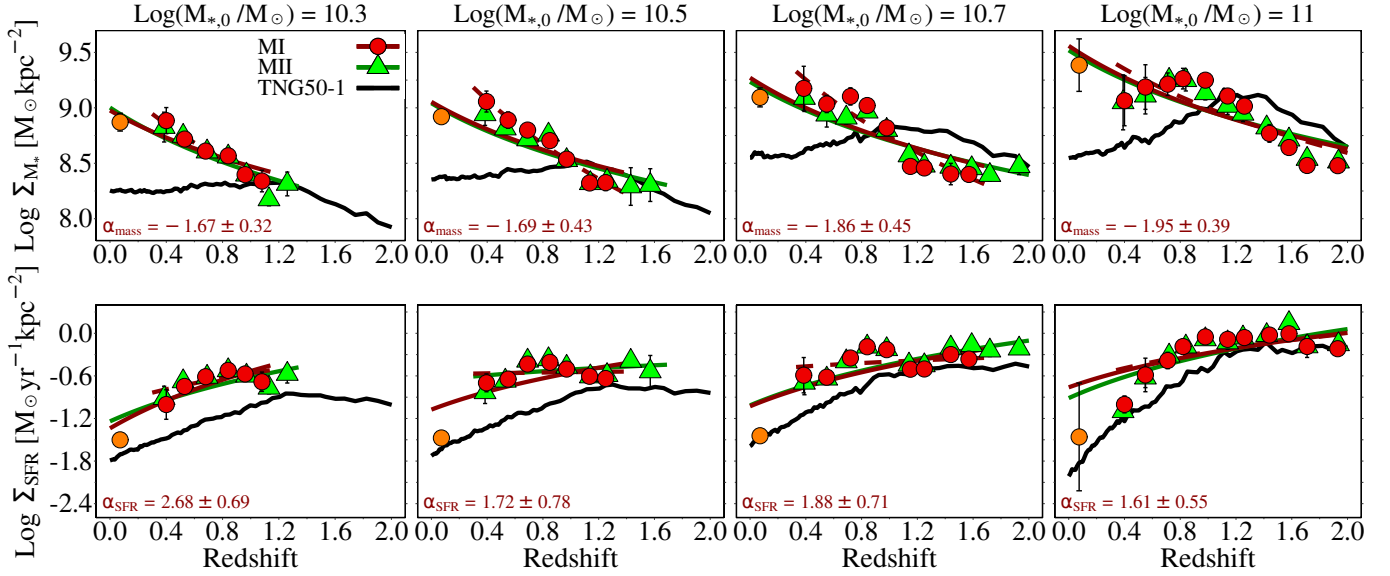 Log(M*,0 /M☉) = 10.3 Log(M*,0 /M☉) = 10.5 Log(M*,0 /M☉) = 10.7 Log(M*,0 /M☉) = 11
Log ΣM* [M☉kpc−2]
9.5
9.0
8.5
8.0
MI
MII
TNG50-1
αmass = −1.67 ± 0.32
αmass = −1.69 ± 0.43
αmass = −1.86 ± 0.45
αmass = −1.95 ± 0.39
0.0 0.4 0.8 1.2 1.6 2.0 0.0 0.4 0.8 1.2 1.6 2.0 0.0 0.4 0.8 1.2 1.6 2.0 0.0 0.4 0.8 1.2 1.6 2.0
Log ΣSFR [M☉yr−1kpc−2]
0.0
-0.6
-1.2
-1.8
-2.4
αSFR = 2.68 ± 0.69
αSFR = 1.72 ± 0.78
αSFR = 1.88 ± 0.71
αSFR = 1.61 ± 0.55
0.0 0.4 0.8 1.2 1.6 2.0 0.0 0.4 0.8 1.2 1.6 2.0 0.0 0.4 0.8 1.2 1.6 2.0 0.0 0.4 0.8 1.2 1.6 2.0
Redshift Redshift Redshift Redshift